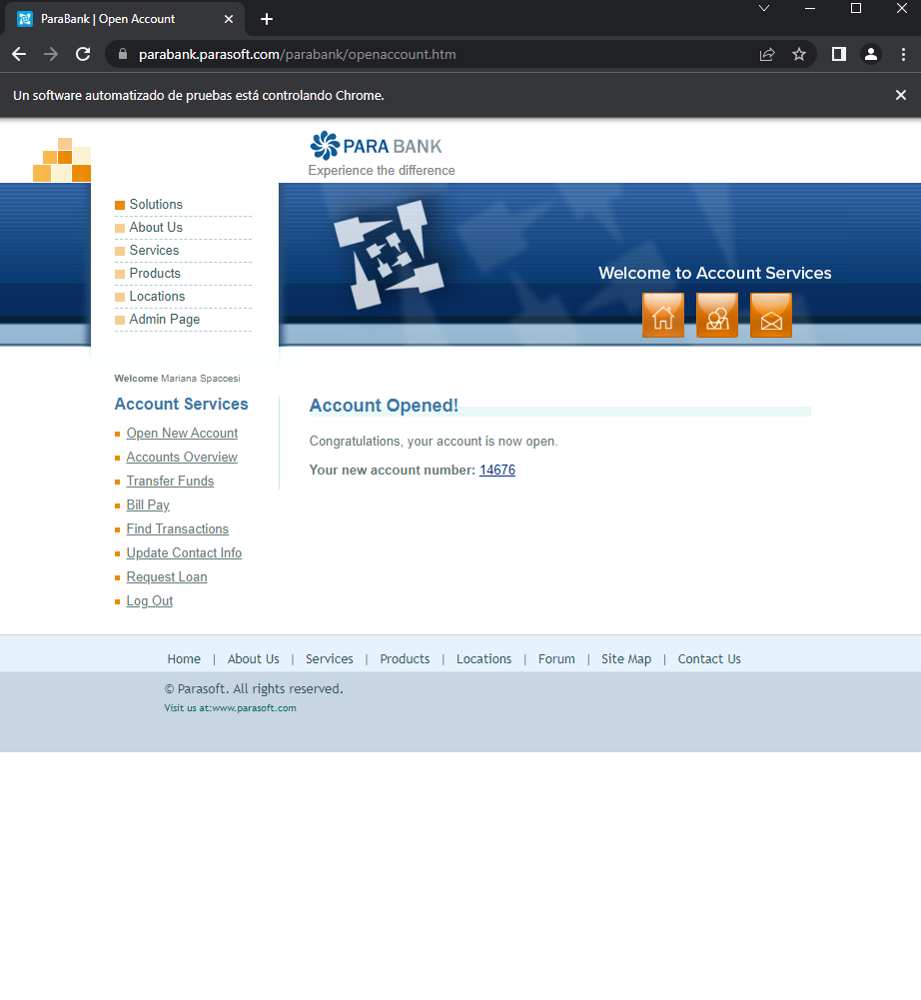 ParaBank | Open Account
parabank.parasoft.com/parabank/openaccount.htm
Un software automatizado de pruebas está controlando Chrome.
PARA BANK
Experience the difference
Solutions
About Us
Services
Products
Locations
Admin Page
Welcome to Account Services
Welcome Mariana Spaccesi
Account Services
Open New Account
Accounts Overview
Transfer Funds
Bill Pay
Find Transactions
Update Contact Info
Request Loan
Log Out
Account Opened!
Congratulations, your account is now open.
Your new account number: 14676
Home | About Us | Services | Products | Locations | Forum | Site Map | Contact Us
© Parasoft. All rights reserved.
Visit us at:www.parasoft.com